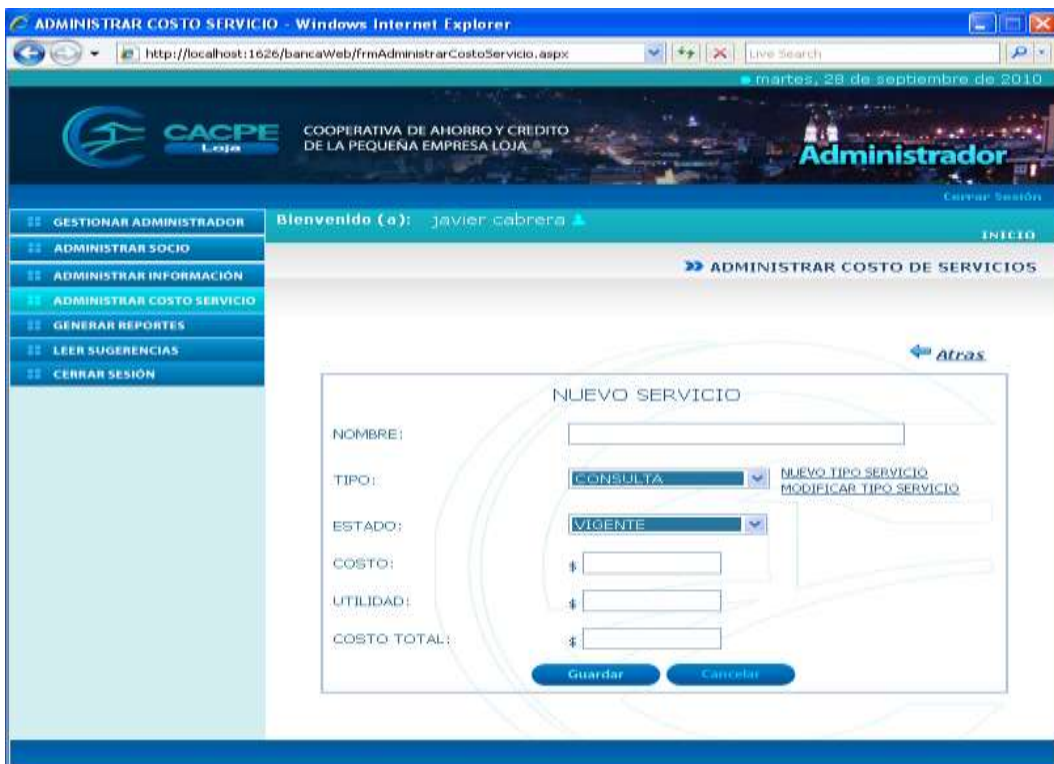 ADMINISTRAR COSTO SERVICIO - Windows Internet Explorer
http://localhost:1626/bancaWeb/frmAdministrarCostoServicio.aspx
Live Search
martes, 28 de septiembre de 2010
CACPE
Loja
COOPERATIVA DE AHORRO Y CREDITO
DE LA PEQUEÑA EMPRESA LOJA
Administrador
Cerrar Sesión
GESTIONAR ADMINISTRADOR
ADMINISTRAR SOCIO
ADMINISTRAR INFORMACIÓN
ADMINISTRAR COSTO SERVICIO
GENERAR REPORTES
LEER SUGERENCIAS
CERRAR SESIÓN
Bienvenido (a): javier cabrera
INICIO
ADMINISTRAR COSTO DE SERVICIOS
Atras
NUEVO SERVICIO
NOMBRE:
TIPO: CONSULTA NUEVO TIPO SERVICIO
MODIFICAR TIPO SERVICIO
ESTADO: VIGENTE
COSTO: $
UTILIDAD: $
COSTO TOTAL: $
Guardar Cancelar